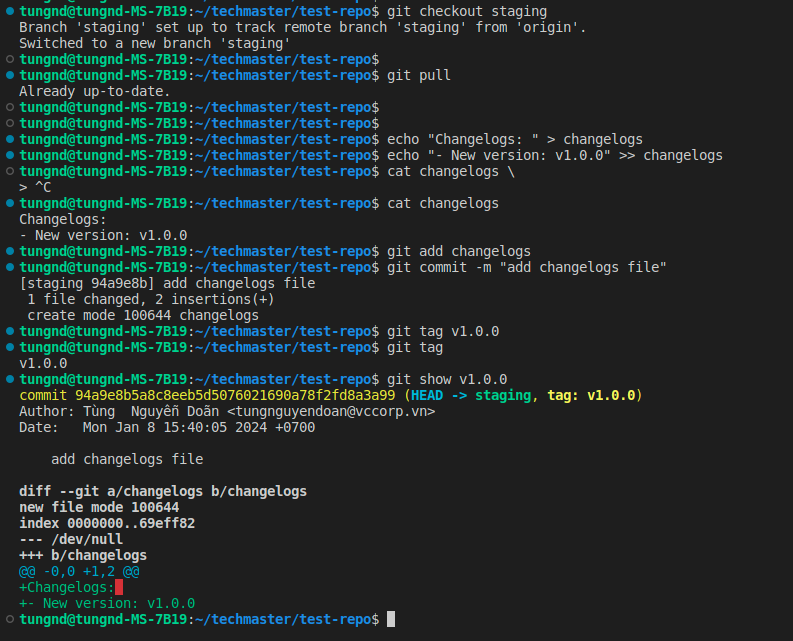 tungnd@tungnd-MS-7B19:~/techmaster/test-repo$ git checkout staging
Branch 'staging' set up to track remote branch 'staging' from 'origin'.
Switched to a new branch 'staging'
tungnd@tungnd-MS-7B19:~/techmaster/test-repo$
tungnd@tungnd-MS-7B19:~/techmaster/test-repo$ git pull
Already up-to-date.
tungnd@tungnd-MS-7B19:~/techmaster/test-repo$
tungnd@tungnd-MS-7B19:~/techmaster/test-repo$
tungnd@tungnd-MS-7B19:~/techmaster/test-repo$ echo "Changelogs: " > changelogs
tungnd@tungnd-MS-7B19:~/techmaster/test-repo$ echo "- New version: v1.0.0" >> changelogs
tungnd@tungnd-MS-7B19:~/techmaster/test-repo$ cat changelogs \
> ^C
tungnd@tungnd-MS-7B19:~/techmaster/test-repo$ cat changelogs
Changelogs:
- New version: v1.0.0
tungnd@tungnd-MS-7B19:~/techmaster/test-repo$ git add changelogs
tungnd@tungnd-MS-7B19:~/techmaster/test-repo$ git commit -m "add changelogs file"
[staging 94a9e8b] add changelogs file
 1 file changed, 2 insertions(+)
 create mode 100644 changelogs
tungnd@tungnd-MS-7B19:~/techmaster/test-repo$ git tag v1.0.0
tungnd@tungnd-MS-7B19:~/techmaster/test-repo$ git tag
v1.0.0
tungnd@tungnd-MS-7B19:~/techmaster/test-repo$ git show v1.0.0
commit 94a9e8b5a8c8eeb5d5076021690a78f2fd8a3a99 (HEAD -> staging, tag: v1.0.0)
Author: Tùng  Nguyễn Doãn <tungnguyendoan@vccorp.vn>
Date:   Mon Jan 8 15:40:05 2024 +0700

    add changelogs file

diff --git a/changelogs b/changelogs
new file mode 100644
index 0000000..69eff82
--- /dev/null
+++ b/changelogs
@@ -0,0 +1,2 @@
+Changelogs:
+- New version: v1.0.0
tungnd@tungnd-MS-7B19:~/techmaster/test-repo$